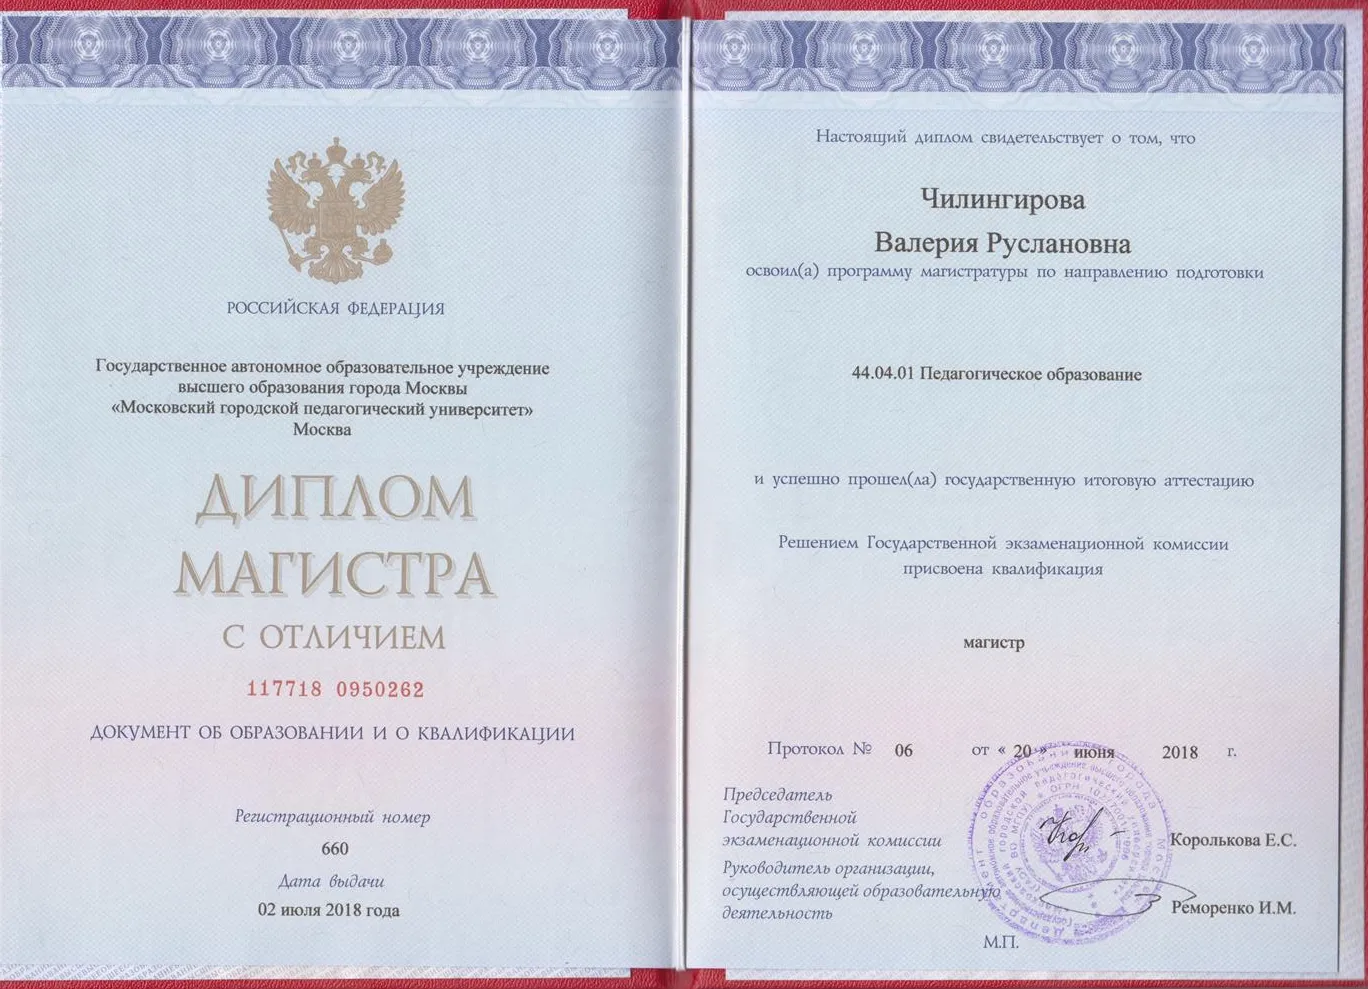 РОССИЙСКАЯ ФЕДЕРАЦИЯ
Государственное автономное образовательное учреждение
высшего образования города Москвы
«Московский городской педагогический университет»
Москва
ДИПЛОМ
МАГИСТРА
С ОТЛИЧИЕМ
117718 0950262
ДОКУМЕНТ ОБ ОБРАЗОВАНИИ И О КВАЛИФИКАЦИИ
Регистрационный номер
660
Дата выдачи
02 июля 2018 года
Настоящий диплом свидетельствует о том, что
Чилингирова
Валерия Руслановна
освоил(а) программу магистратуры по направлению подготовки
44.04.01 Педагогическое образование
и успешно прошел(ла) государственную итоговую аттестацию
Решением Государственной экзаменационной комиссии
присвоена квалификация
магистр
Протокол № 06 от « 20 » июня 2018 г.
Председатель
Государственной
экзаменационной комиссии
Королькова Е.С.
Руководитель организации,
осуществляющей образовательную
деятельность
Реморенко И.М.
М.П.